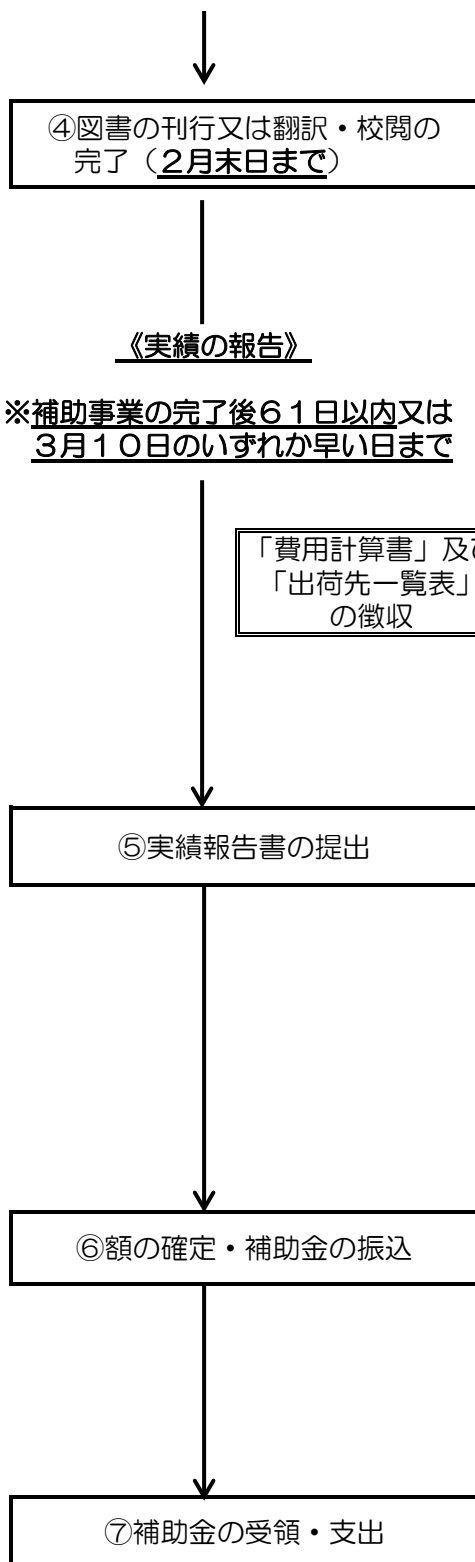 ④図書の刊行又は翻訳・校閲の
完了（２月末日まで）
《実績の報告》
※補助事業の完了後６１日以内又は
３月１０日のいずれか早い日まで
「費用計算書」及び
「出荷先一覧表」
の徴収
⑤実績報告書の提出
⑥額の確定・補助金の振込
⑦補助金の受領・支出